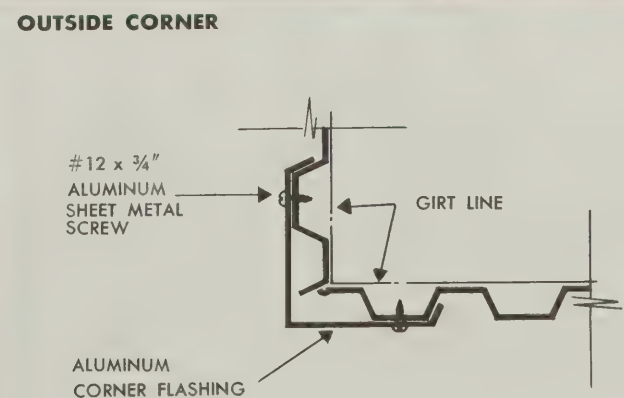 OUTSIDE CORNER
#12 x ¾"
ALUMINUM
SHEET METAL
SCREW
GIRT LINE
ALUMINUM
CORNER FLASHING